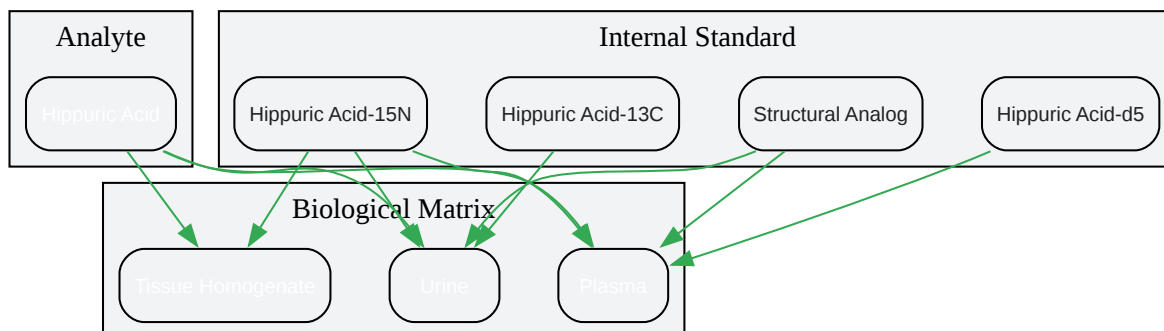 Analyte
Internal Standard
Hippuric Acid
Hippuric Acid-15N
Hippuric Acid-13C
Structural Analog
Hippuric Acid-d5
Biological Matrix
Tissue Homogenate
Urine
Plasma